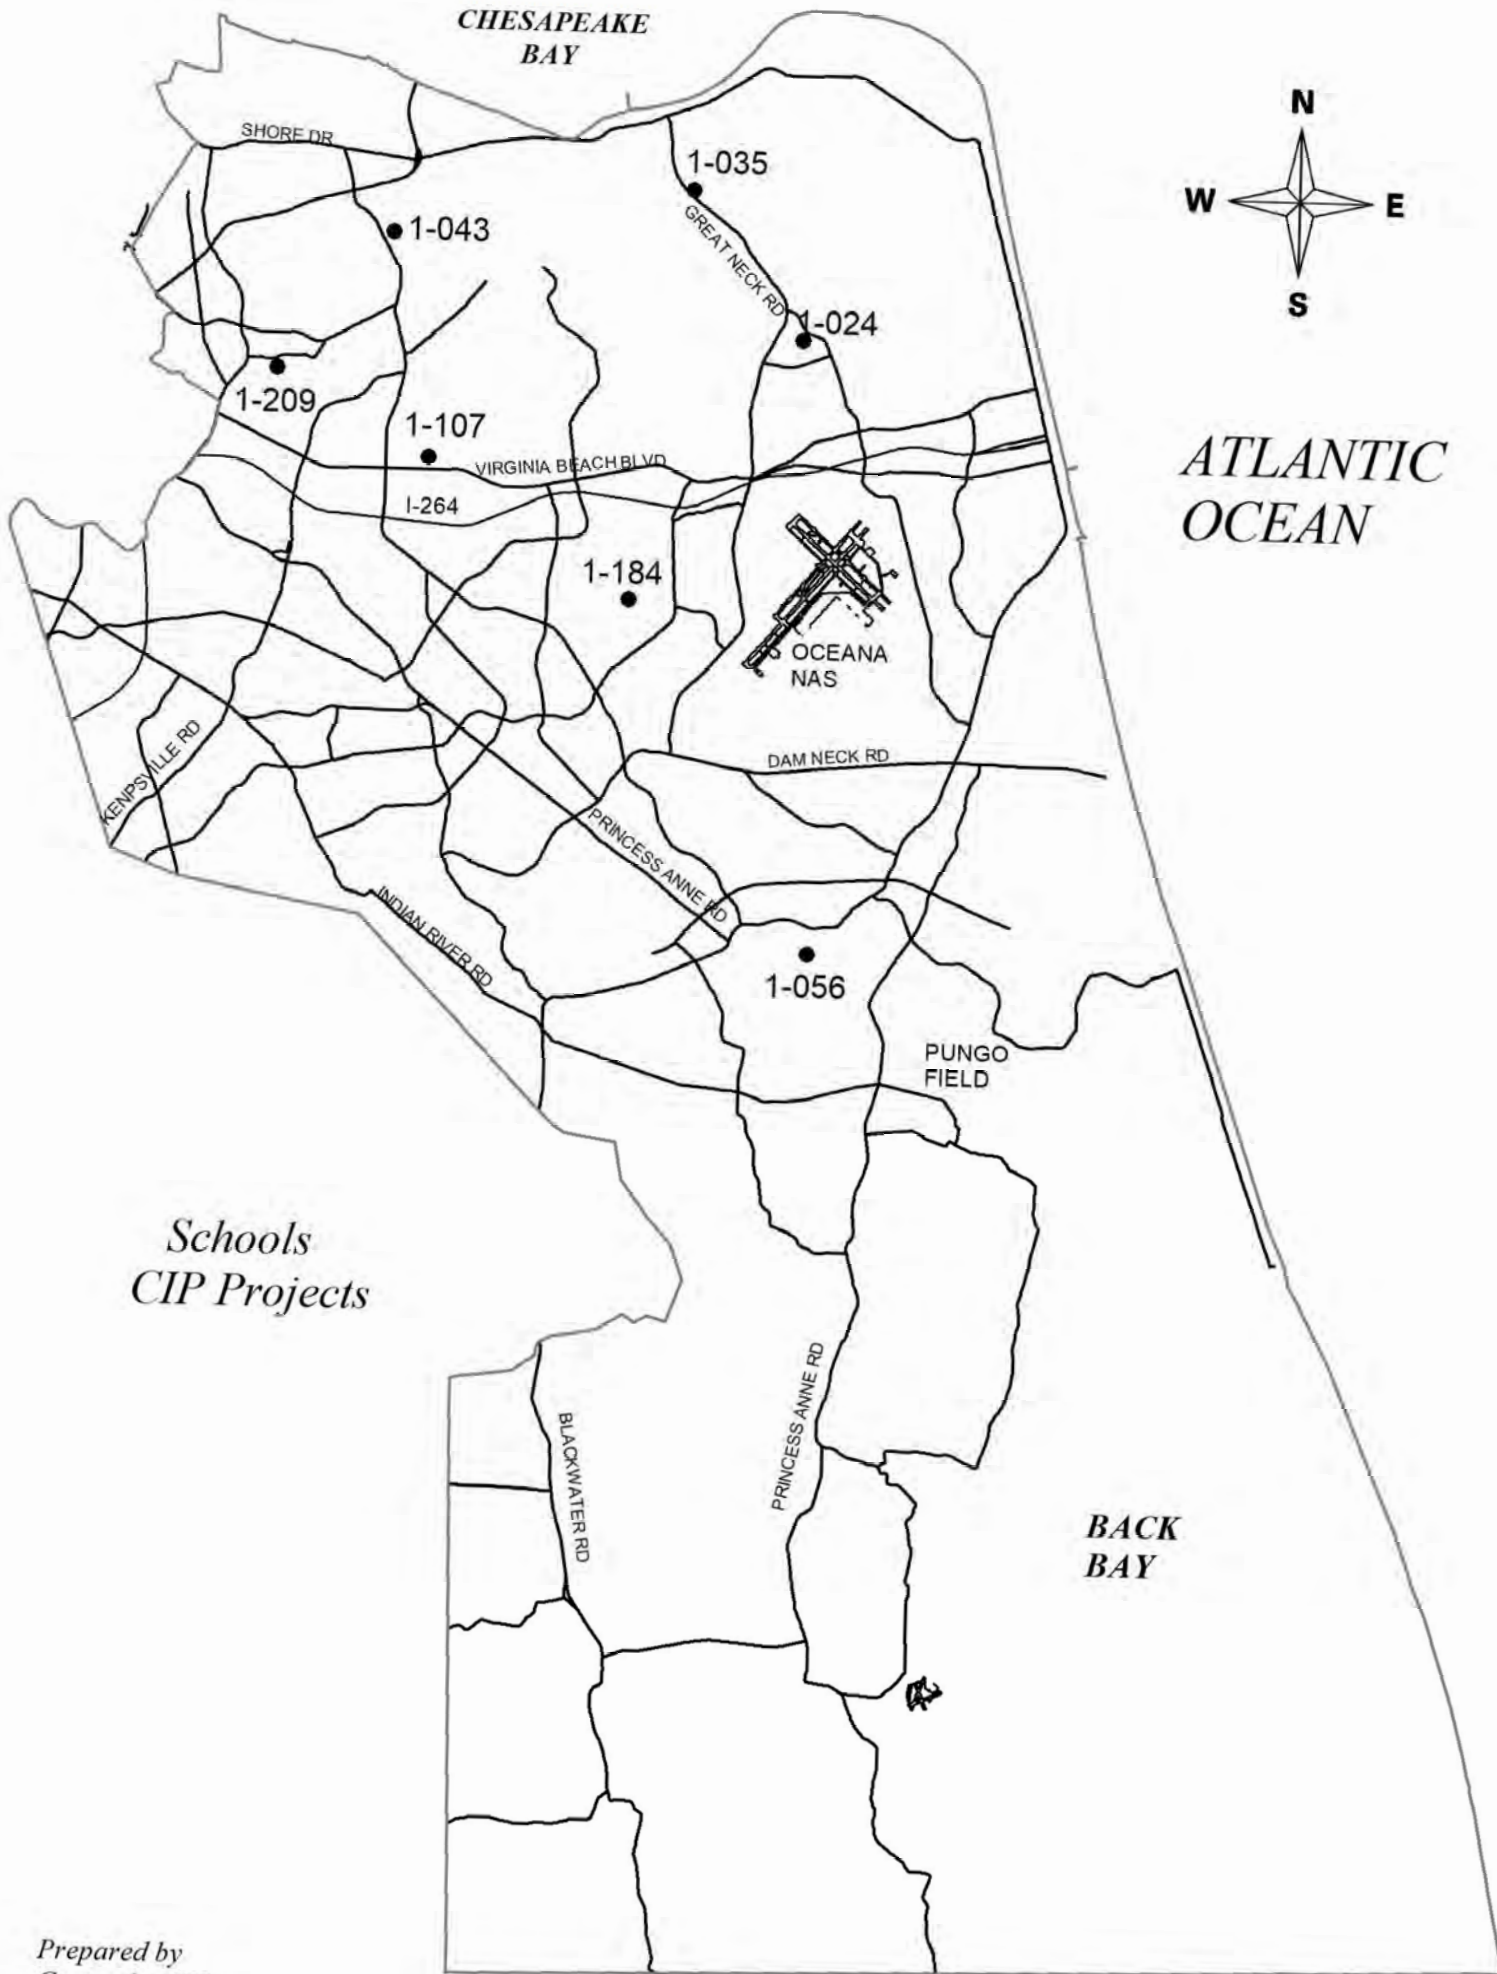 CHESAPEAKE
BAY
N
W
E
S
SHORE DR
1-035
1-043
GREAT NECK RD
1-024
1-209
1-107
VIRGINIA BEACH BLVD
I-264
ATLANTIC
OCEAN
1-184
OCEANA
NAS
KENPSVILLE RD
DAM NECK RD
PRINCESS ANNE RD
INDIAN RIVER RD
1-056
PUNGO
FIELD
Schools
CIP Projects
PRINCESS ANNE RD
BLACKWATER RD
BACK
BAY
Prepared by